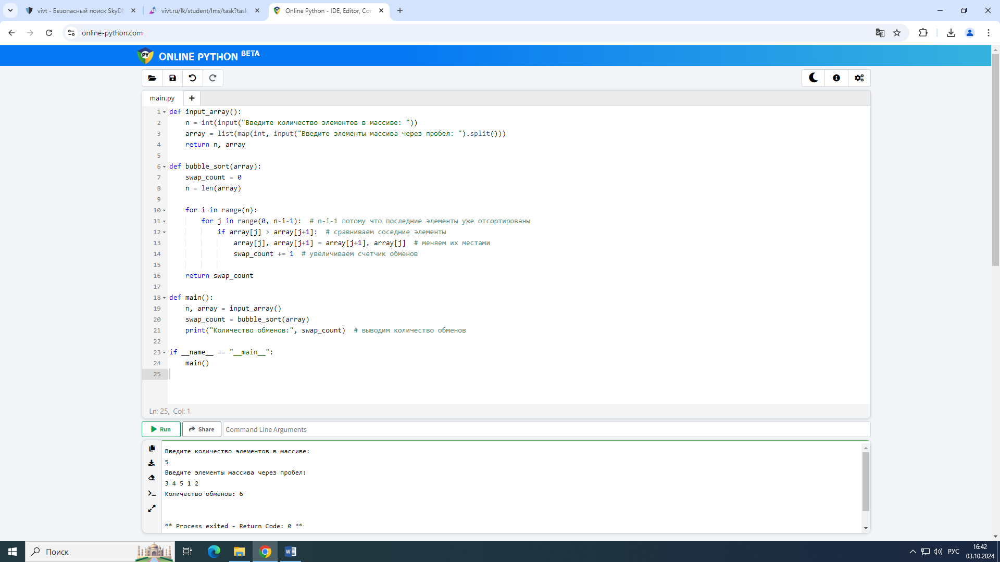 vivt - Безопасный поиск SkyD
vivt.ru/lk/student/lms/task?task
Online Python - IDE, Editor, Co
online-python.com
PY ONLINE PYTHON BETA
main.py
1 def input_array():
2 n = int(input("Введите количество элементов в массиве: "))
3 array = list(map(int, input("Введите элементы массива через пробел: ").split()))
4 return n, array
5
6 def bubble_sort(array):
7 swap_count = 0
8 n = len(array)
9
10 for i in range(n):
11 for j in range(0, n-i-1):  # n-i-1 потому что последние элементы уже отсортированы
12 if array[j] > array[j+1]:  # сравниваем соседние элементы
13 array[j], array[j+1] = array[j+1], array[j]  # меняем их местами
14 swap_count += 1  # увеличиваем счетчик обменов
15
16 return swap_count
17
18 def main():
19 n, array = input_array()
20 swap_count = bubble_sort(array)
21 print("Количество обменов:", swap_count)  # выводим количество обменов
22
23 if __name__ == "__main__":
24 main()
25
Ln: 25, Col: 1
Run Share Command Line Arguments
Введите количество элементов в массиве:
5
Введите элементы массива через пробел:
3 4 5 1 2
Количество обменов: 6
** Process exited - Return Code: 0 **
Поиск
РУС
16:42
03.10.2024